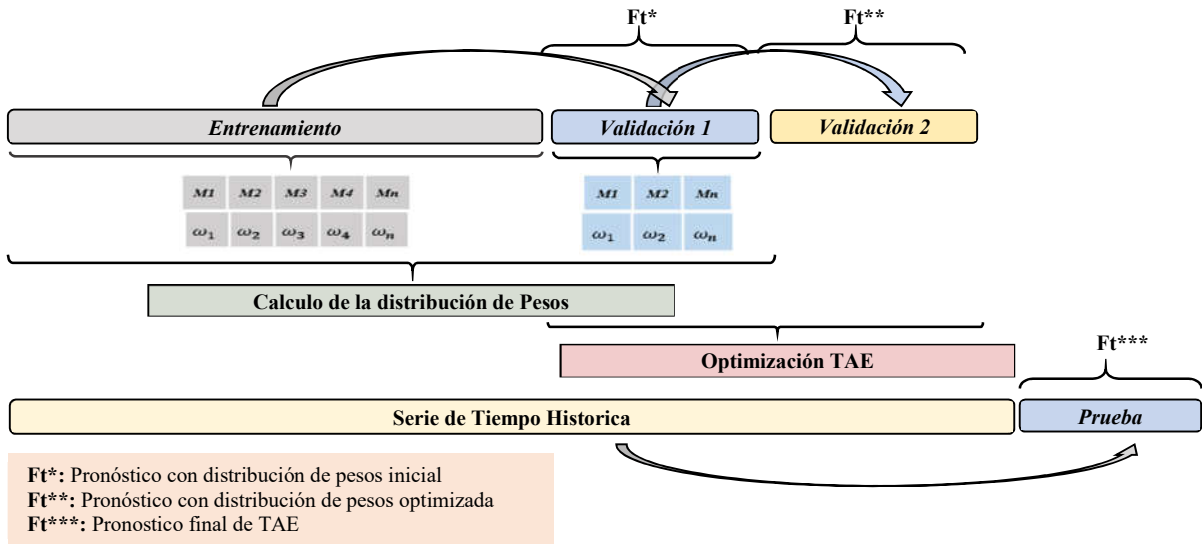 Ft* Ft**
Entrenamiento Validación 1 Validación 2
M1 M2 M3 M4 Mn M1 M2 Mn
ω₁ ω₂ ω₃ ω₄ ωₙ ω₁ ω₂ ωₙ
Calculo de la distribución de Pesos
Optimización TAE
Ft***
Serie de Tiempo Historica Prueba
Ft*: Pronóstico con distribución de pesos inicial
Ft**: Pronóstico con distribución de pesos optimizada
Ft***: Pronostico final de TAE